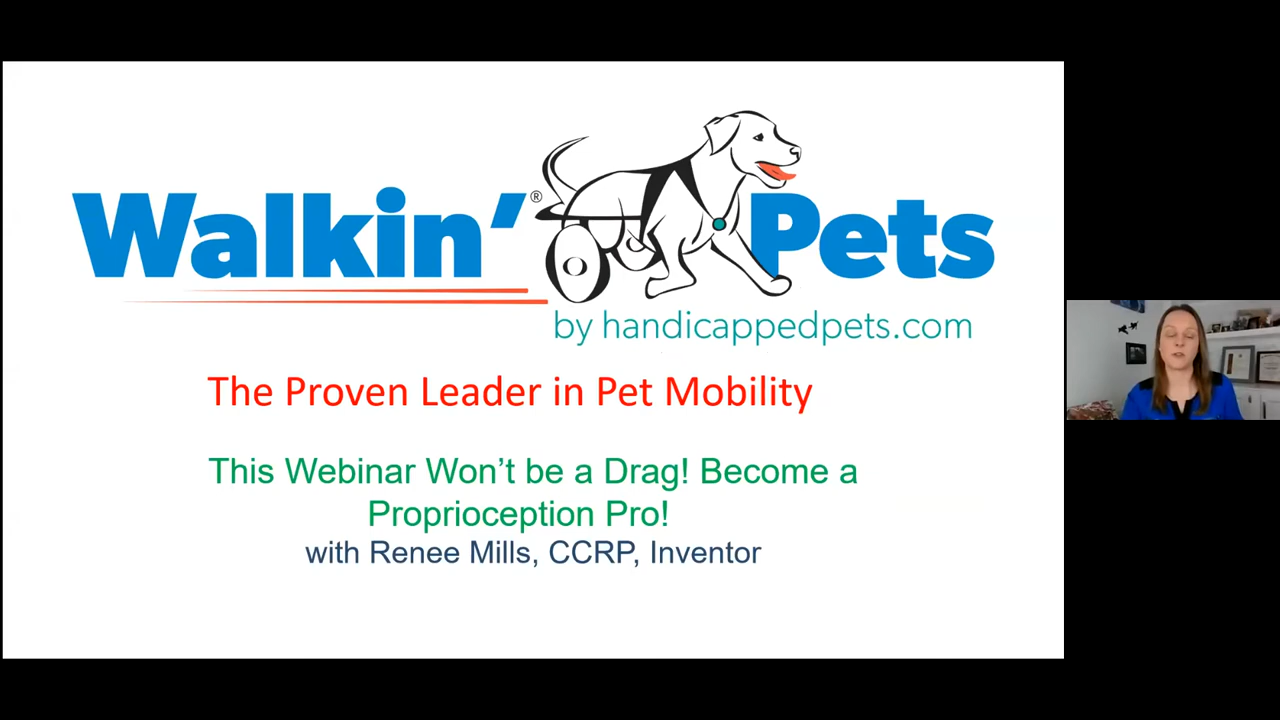 Walkin’® Pets
by handicappedpets.com
The Proven Leader in Pet Mobility
This Webinar Won’t be a Drag! Become a
Proprioception Pro!
with Renee Mills, CCRP, Inventor